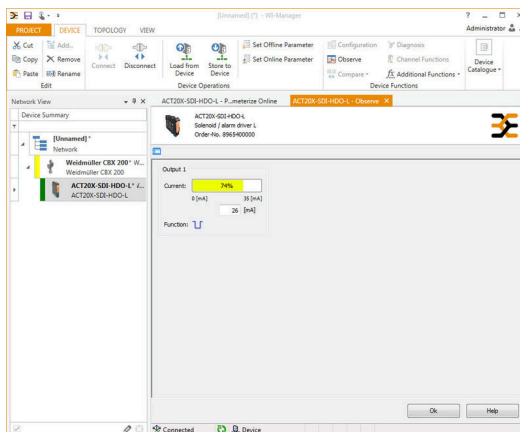 [Unnamed] (*) - WI-Manager
PROJECT DEVICE TOPOLOGY VIEW Administrator
Cut Add... Set Offline Parameter Configuration Diagnosis
Copy Remove Connect Disconnect Load from Device Store to Device Set Online Parameter Observe Channel Functions Device Catalogue
Paste Rename Compare Additional Functions
Edit Device Operations Device Functions
Network View
Device Summary
[Unnamed]*
Network
Weidmüller CBX 200* W...
Weidmüller CBX 200
ACT20X-SDI-HDO-L*
ACT20X-SDI-HDO-L
ACT20X-SDI-HDO-L - P...meterize Online ACT20X-SDI-HDO-L - Observe
ACT20X-SDI-HDO-L
Solenoid / alarm driver L
Order-No. 8965400000
Output 1
Current: 74%
0 [mA] 35 [mA]
26 [mA]
Function:
Ok Help
Connected Device